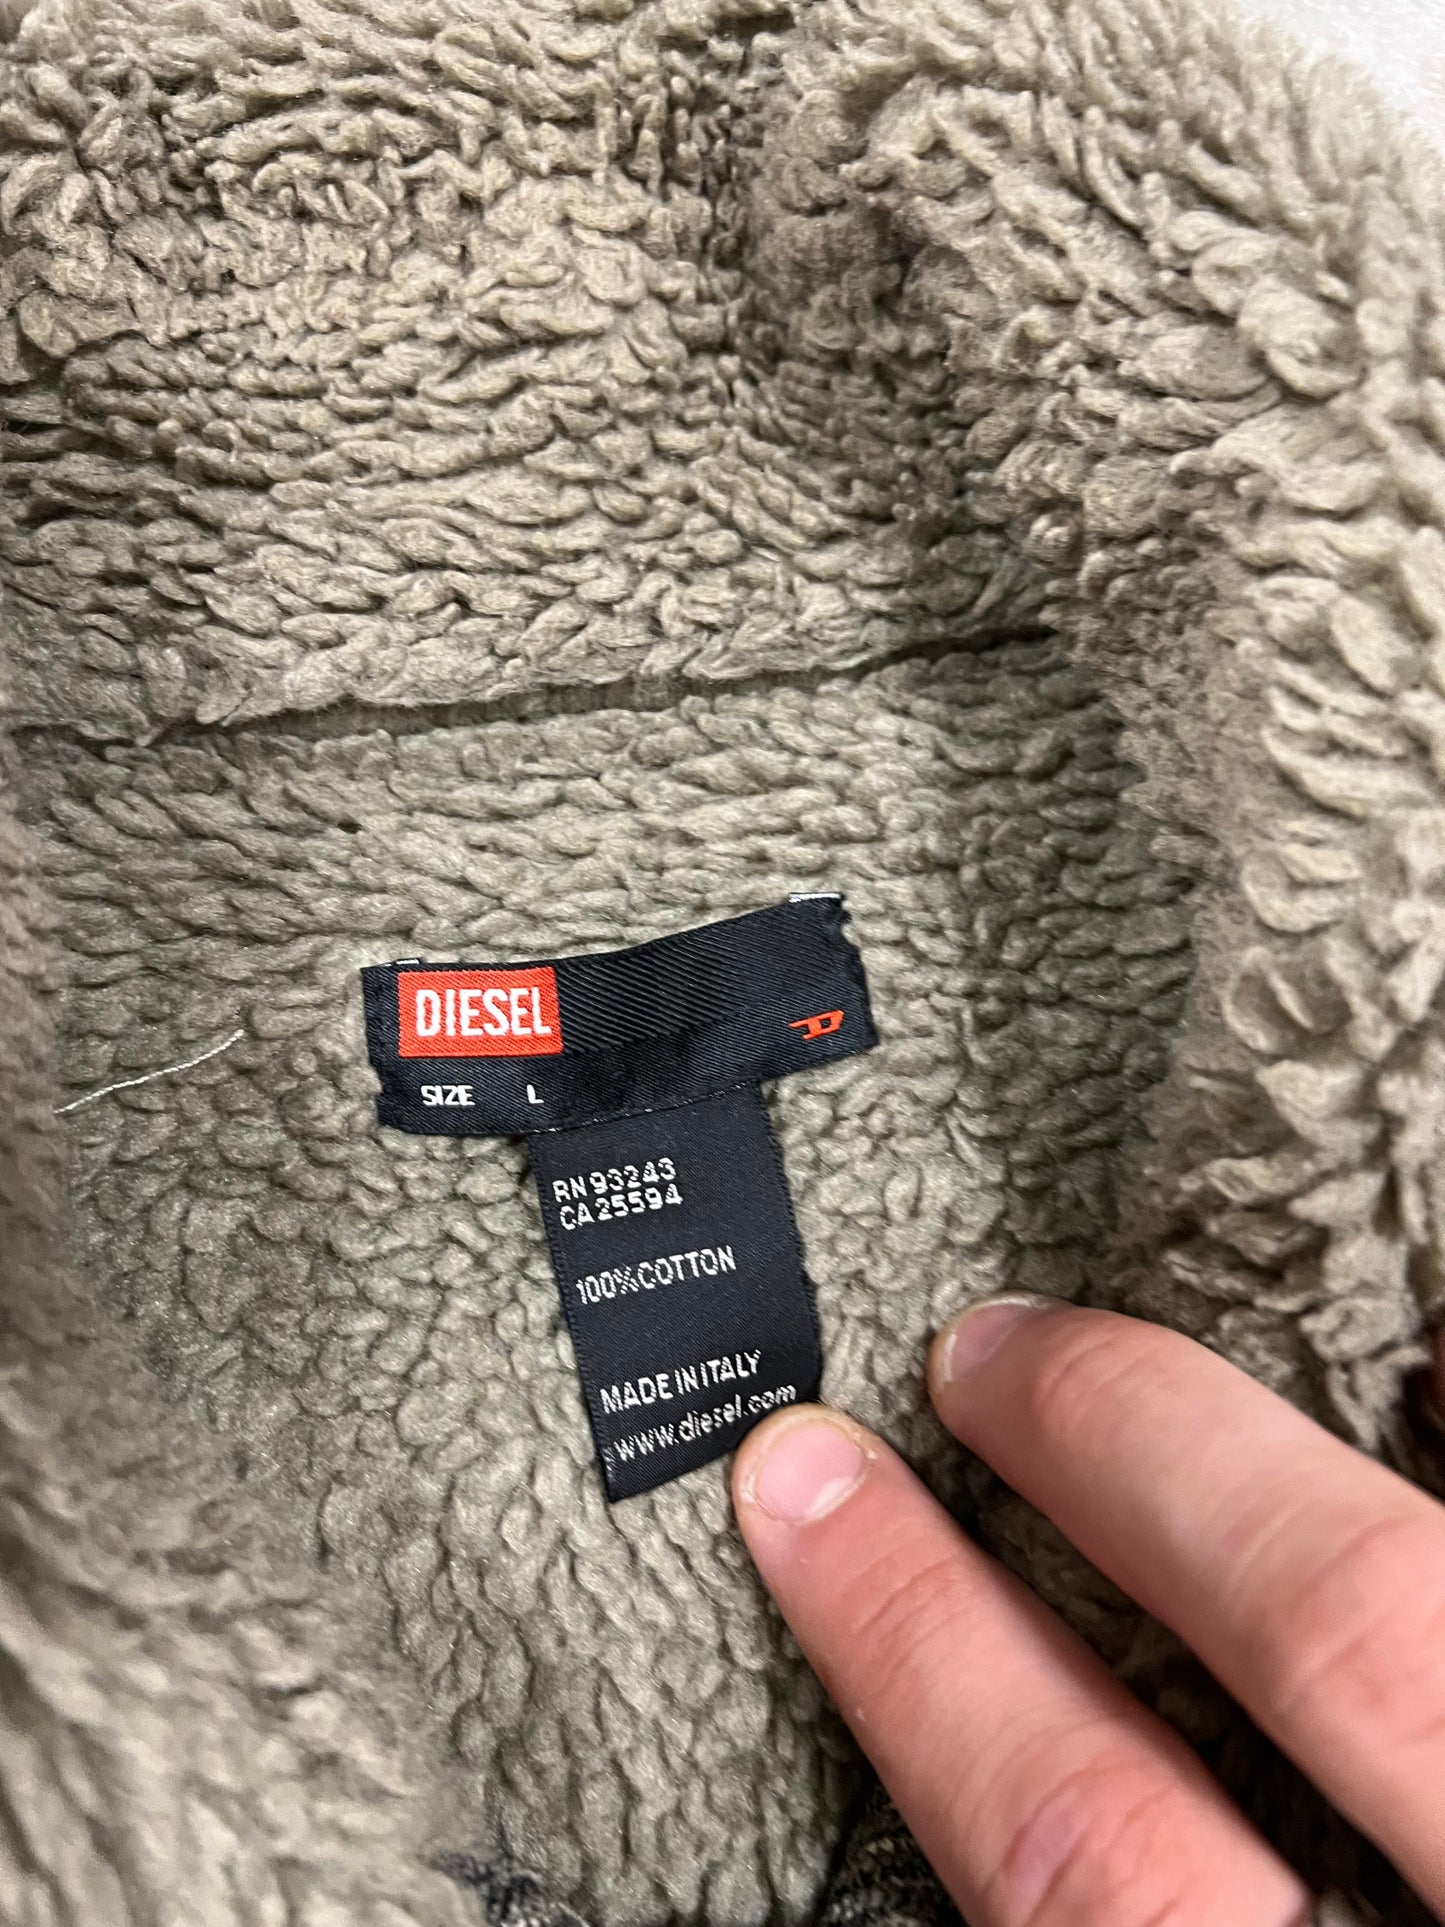 DIESEL
D
SIZE L
RN 93243
CA 25594
100% COTTON
MADE IN ITALY
www.diesel.com